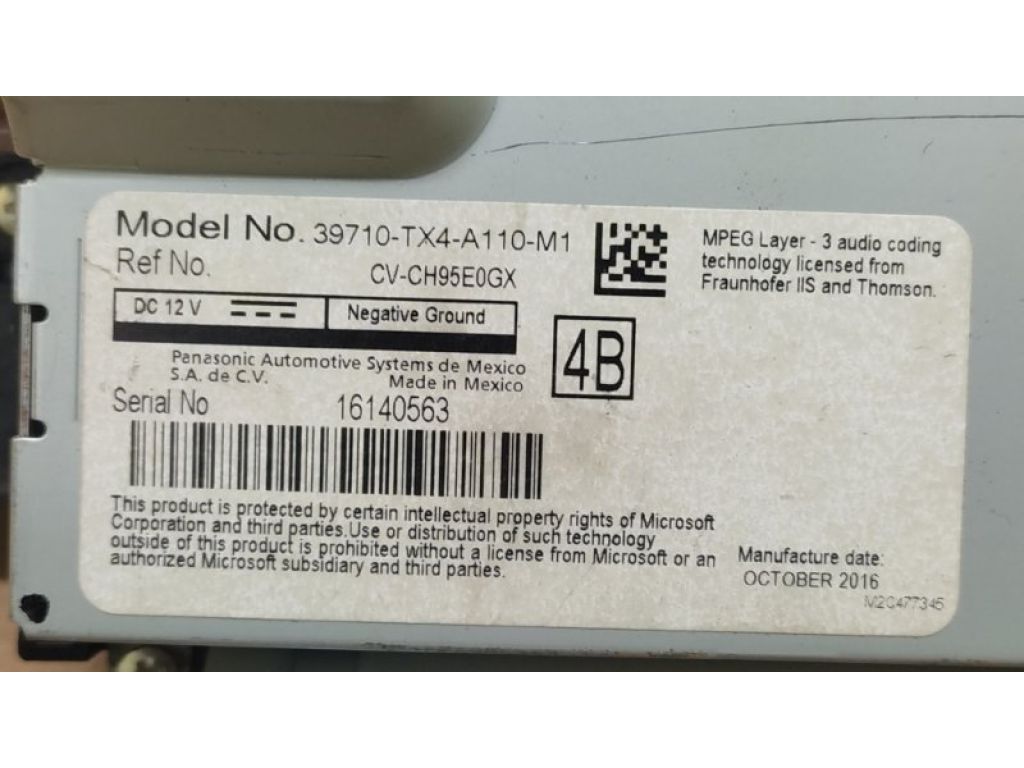 Model No. 39710-TX4-A110-M1
Ref No. CV-CH95E0GX
DC 12 V
Negative Ground
Panasonic Automotive Systems de Mexico
S.A. de C.V. Made in Mexico
4B
Serial No 16140563
MPEG Layer - 3 audio coding
technology licensed from
Fraunhofer IIS and Thomson.
This product is protected by certain intellectual property rights of Microsoft
Corporation and third parties.Use or distribution of such technology
outside of this product is prohibited without a license from Microsoft or an
authorized Microsoft subsidiary and third parties.
Manufacture date:
OCTOBER 2016
M2C477345